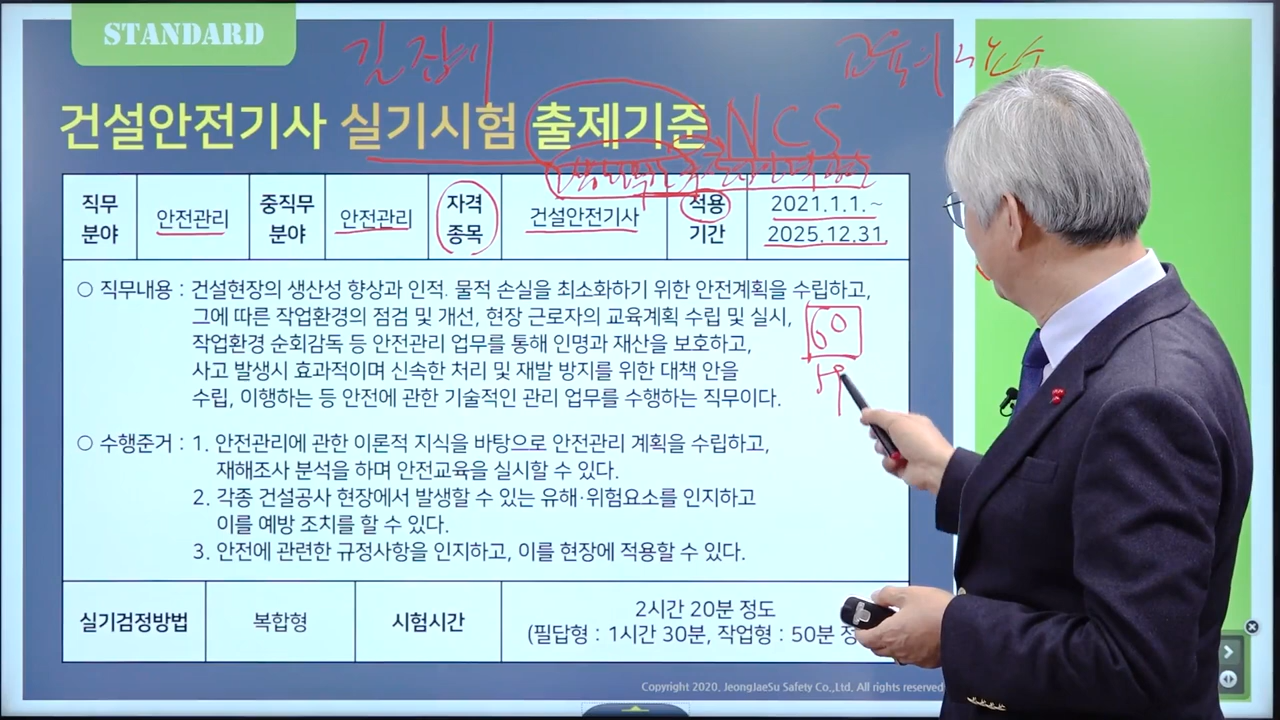 STANDARD
길잡이
건설안전기사 실기시험 출제기준
NCS
직무 분야
안전관리
중직무 분야
안전관리
자격 종목
건설안전기사
적용 기간
2021.1.1.~
2025.12.31.
○ 직무내용 : 건설현장의 생산성 향상과 인적. 물적 손실을 최소화하기 위한 안전계획을 수립하고,
그에 따른 작업환경의 점검 및 개선, 현장 근로자의 교육계획 수립 및 실시,
작업환경 순회감독 등 안전관리 업무를 통해 인명과 재산을 보호하고,
사고 발생시 효과적이며 신속한 처리 및 재발 방지를 위한 대책 안을
수립, 이행하는 등 안전에 관한 기술적인 관리 업무를 수행하는 직무이다.
60
○ 수행준거 : 1. 안전관리에 관한 이론적 지식을 바탕으로 안전관리 계획을 수립하고,
재해조사 분석을 하며 안전교육을 실시할 수 있다.
2. 각종 건설공사 현장에서 발생할 수 있는 유해·위험요소를 인지하고
이를 예방 조치를 할 수 있다.
3. 안전에 관련한 규정사항을 인지하고, 이를 현장에 적용할 수 있다.
실기검정방법
복합형
시험시간
2시간 20분 정도
(필답형 : 1시간 30분, 작업형 : 50분 정
Copyright 2020. JeongJaeSu Safety Co.,Ltd. All rights reserved